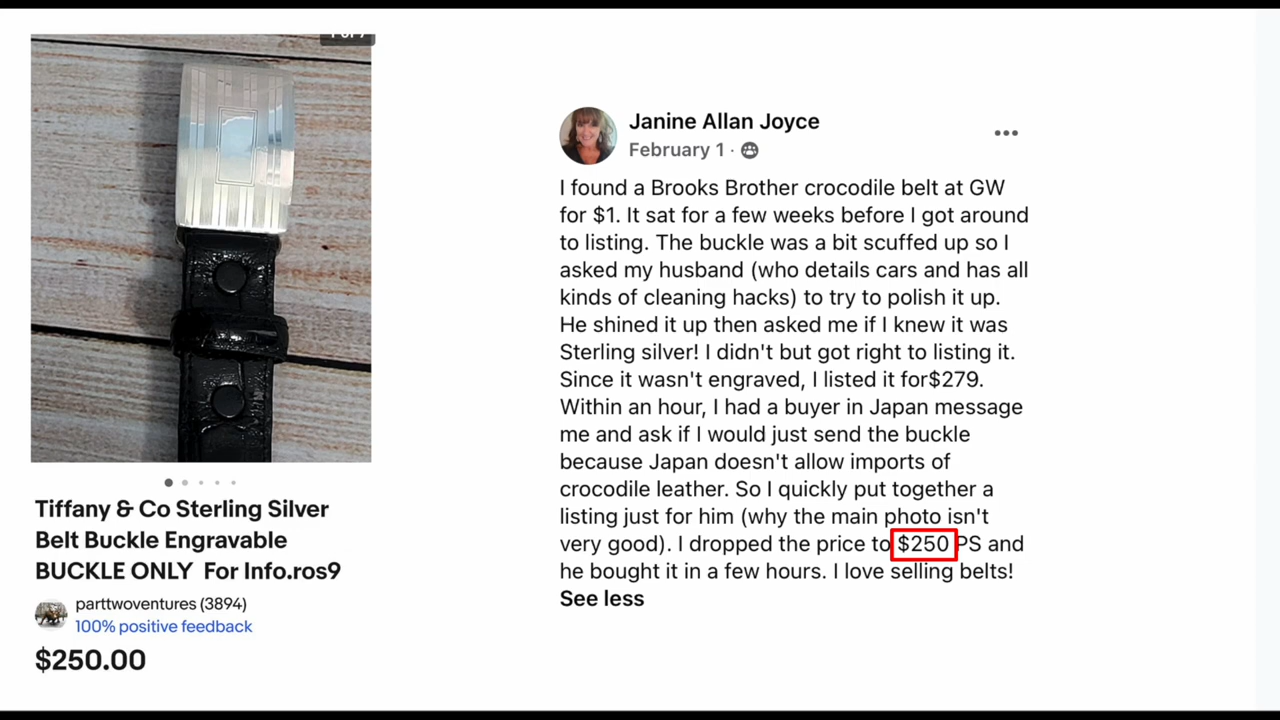 Tiffany & Co Sterling Silver
Belt Buckle Engravable
BUCKLE ONLY For Info.ros9
parttwoventures (3894)
100% positive feedback
$250.00
Janine Allan Joyce
February 1 ·
I found a Brooks Brother crocodile belt at GW
for $1. It sat for a few weeks before I got around
to listing. The buckle was a bit scuffed up so I
asked my husband (who details cars and has all
kinds of cleaning hacks) to try to polish it up.
He shined it up then asked me if I knew it was
Sterling silver! I didn't but got right to listing it.
Since it wasn't engraved, I listed it for$279.
Within an hour, I had a buyer in Japan message
me and ask if I would just send the buckle
because Japan doesn't allow imports of
crocodile leather. So I quickly put together a
listing just for him (why the main photo isn't
very good). I dropped the price to $250 PS and
he bought it in a few hours. I love selling belts!
See less